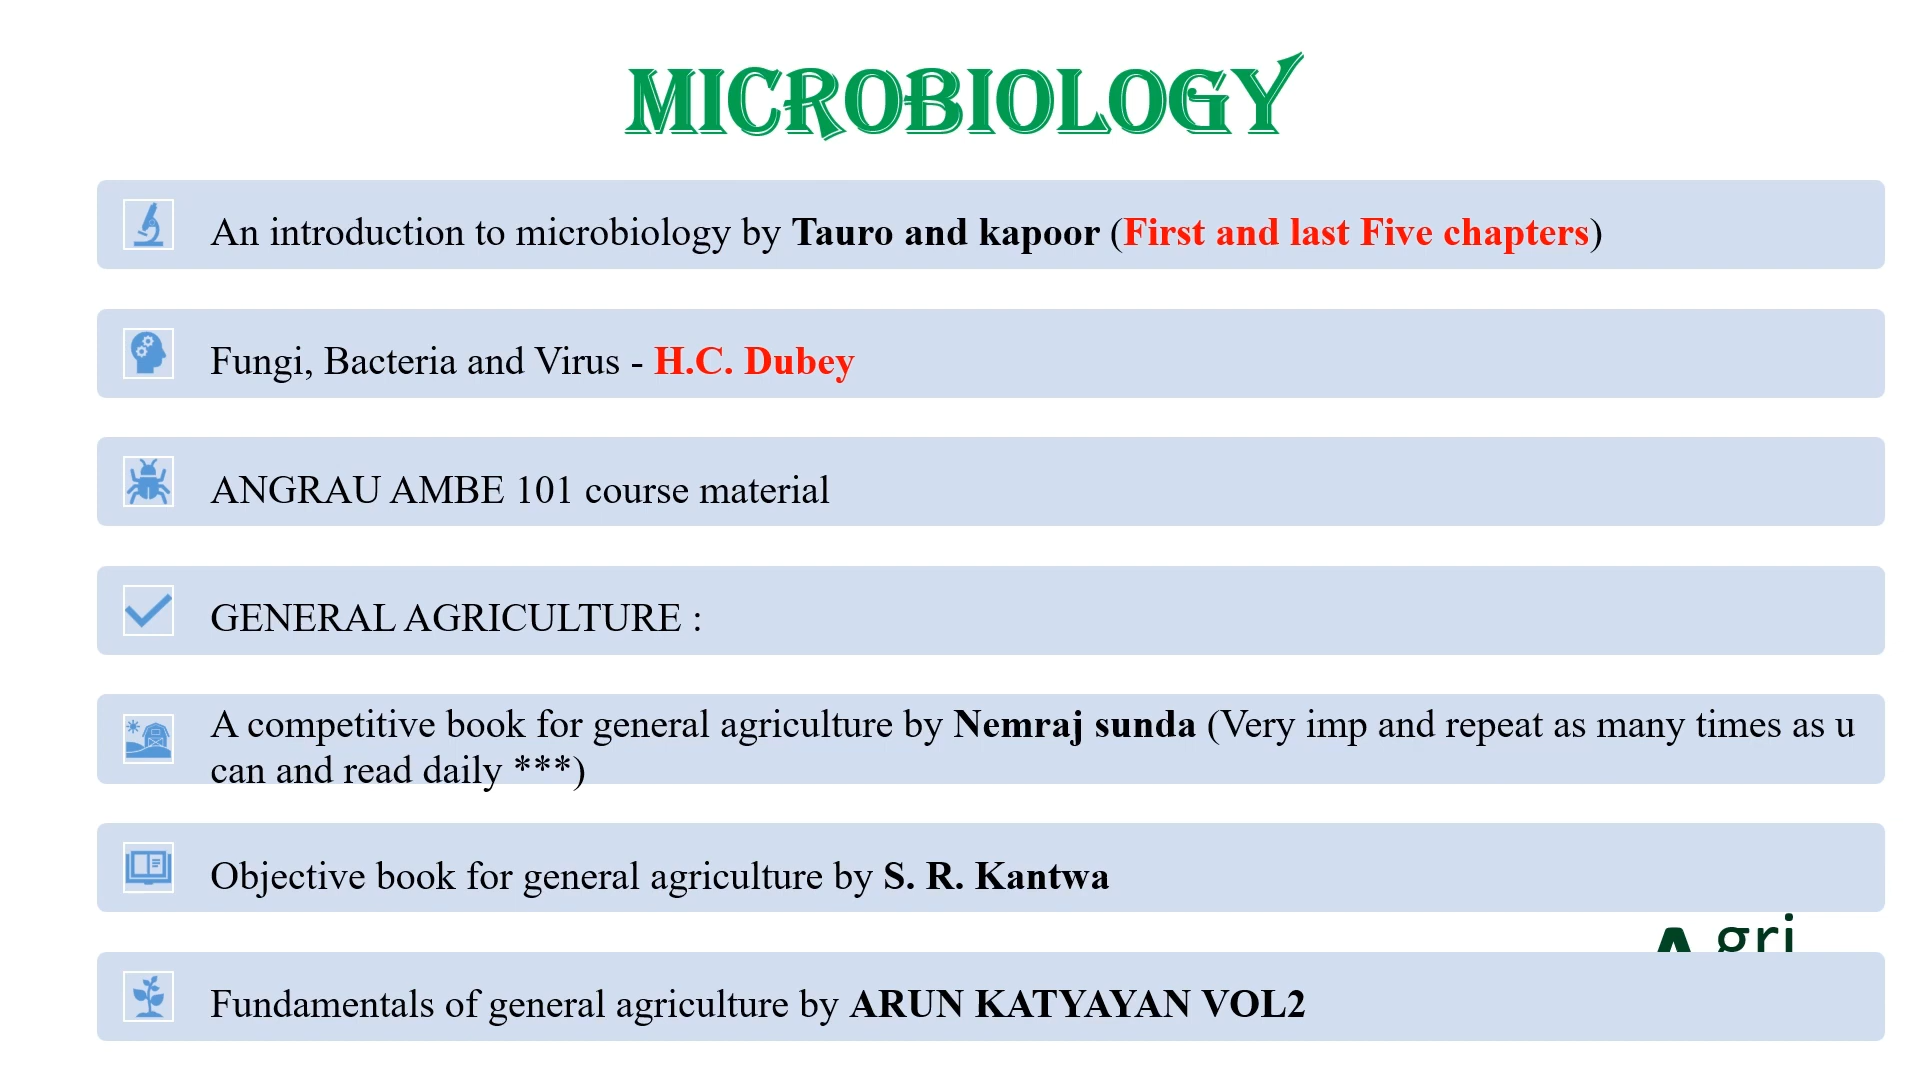 MICROBIOLOGY
An introduction to microbiology by Tauro and kapoor (First and last Five chapters)
Fungi, Bacteria and Virus - H.C. Dubey
ANGRAU AMBE 101 course material
GENERAL AGRICULTURE :
A competitive book for general agriculture by Nemraj sunda (Very imp and repeat as many times as u
can and read daily ***)
Objective book for general agriculture by S. R. Kantwa
Agri
Fundamentals of general agriculture by ARUN KATYAYAN VOL2